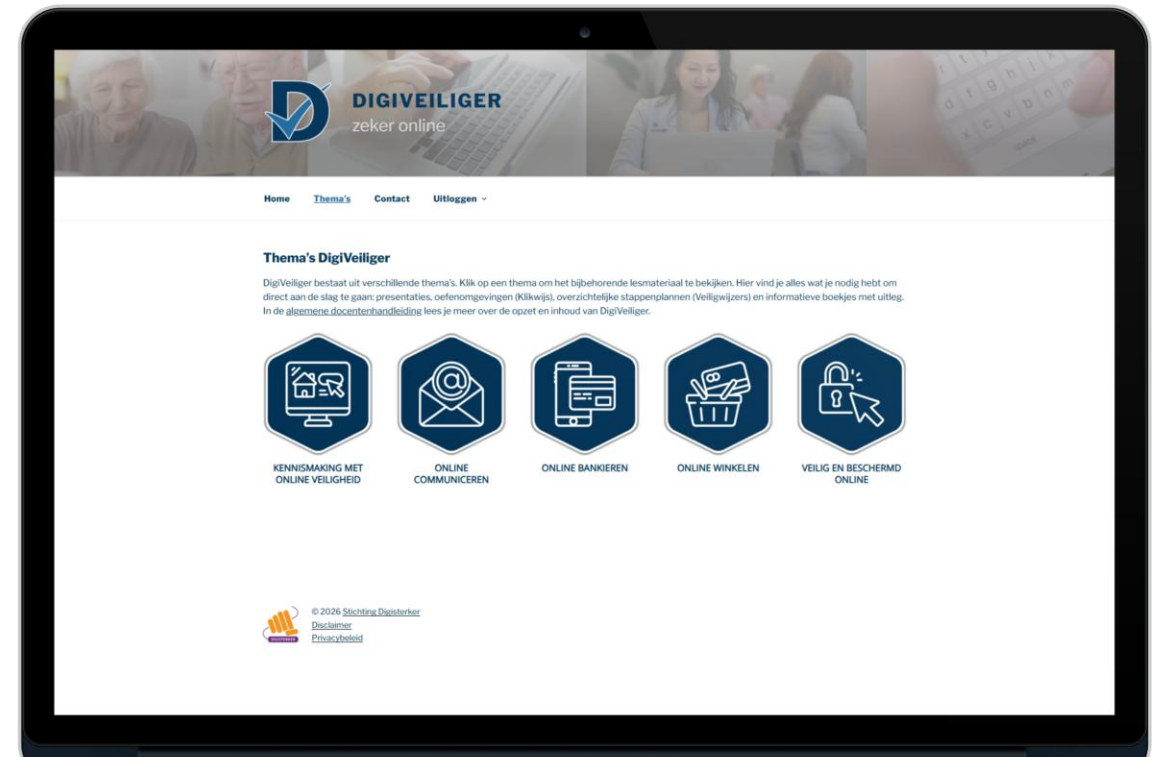 DIGIVEILIGER
zeker online
Home Thema's Contact Uitloggen
Thema's DigiVeiliger
DigiVeiliger bestaat uit verschillende thema's. Klik op een thema om het bijbehorende lesmateriaal te bekijken. Hier vind je alles wat je nodig hebt om
direct aan de slag te gaan: presentaties, oefenomgevingen (Klikwijs), overzichtelijke stappenplannen (Veiligwijzers) en informatieve boekjes met uitleg.
In de algemene docentenhandleiding lees je meer over de opzet en inhoud van DigiVeiliger.
KENNISMAKING MET
ONLINE VEILIGHEID
ONLINE
COMMUNICEREN
ONLINE BANKIEREN
ONLINE WINKELEN
VEILIG EN BESCHERMD
ONLINE
© 2026 Stichting Digisterker
Disclaimer
Privacybeleid